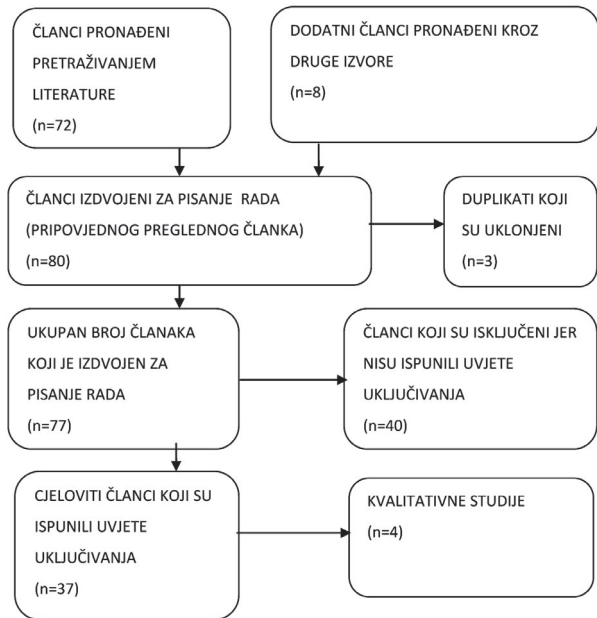 ČLANCI PRONAĐENI
PRETRAŽIVANJEM
LITERATURE
(n=72)
DODATNI ČLANCI PRONAĐENI KROZ
DRUGE IZVORE
(n=8)
ČLANCI IZDVOJENI ZA PISANJE RADA
(PRIPOVJEDNOG PREGLEDNOG ČLANKA)
(n=80)
DUPLIKATI KOJI
SU UKLONJENI
(n=3)
UKUPAN BROJ ČLANAKA
KOJI JE IZDVOJEN ZA
PISANJE RADA
(n=77)
ČLANCI KOJI SU ISKLJUČENI JER
NISU ISPUNILI UVJETE
UKLJUČIVANJA
(n=40)
CJELOVITI ČLANCI KOJI SU
ISPUNILI UVJETE
UKLJUČIVANJA
(n=37)
KVALITATIVNE STUDIJE
(n=4)